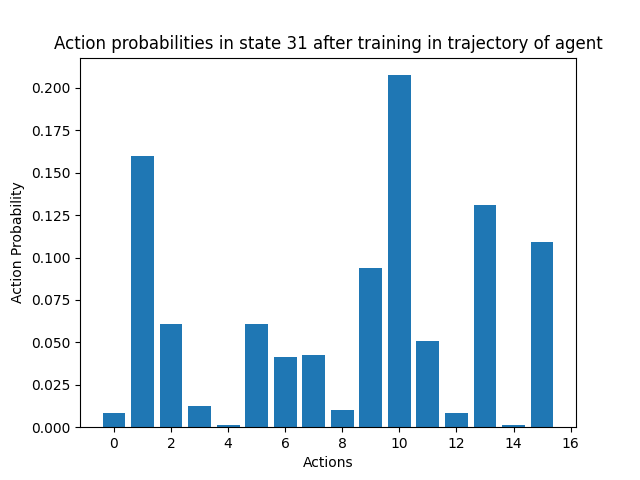 Action probabilities in state 31 after training in trajectory of agent
0.200
0.175
0.150
0.125
0.100
0.075
0.050
0.025
0.000
Action Probability
0 2 4 6 8 10 12 14 16
Actions